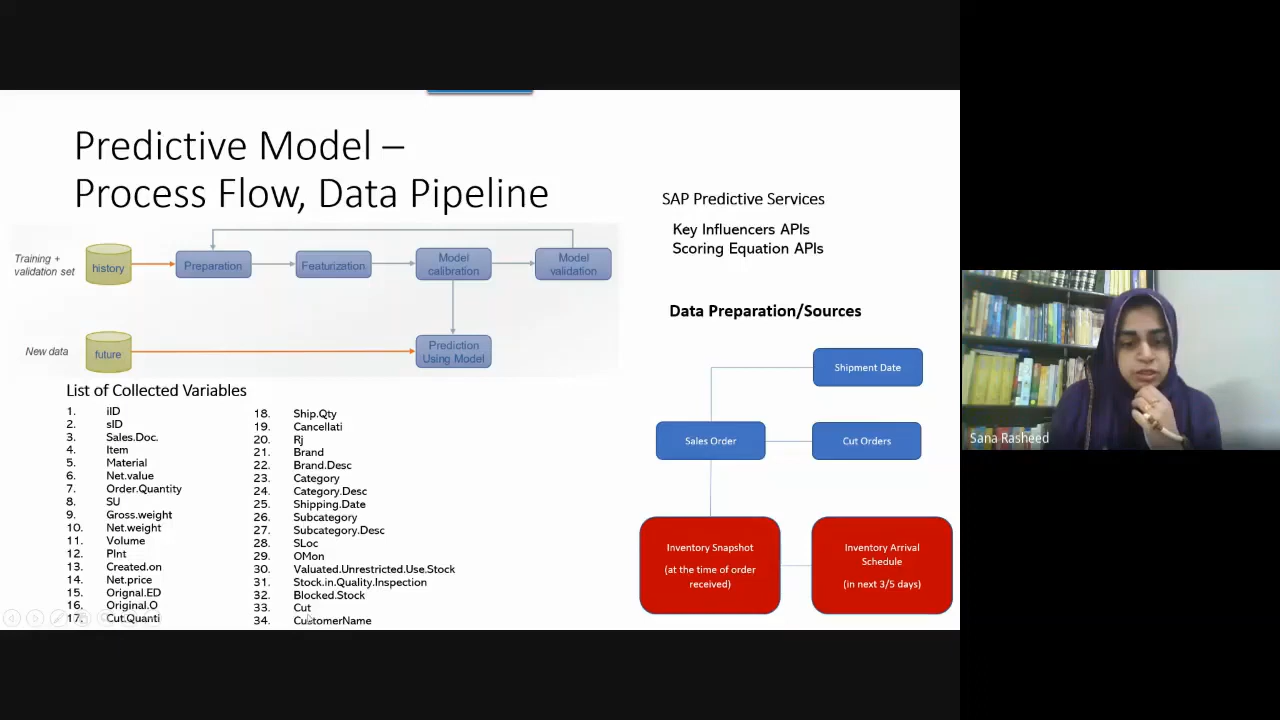 Predictive Model –
Process Flow, Data Pipeline
Training +
validation set
history
Preparation
Featurization
Model
calibration
Model
validation
New data
future
Prediction
Using Model
List of Collected Variables
1. iID
2. sID
3. Sales.Doc.
4. Item
5. Material
6. Net.value
7. Order.Quantity
8. SU
9. Gross.weight
10. Net.weight
11. Volume
12. Plnt
13. Created.on
14. Net.price
15. Orignal.ED
16. Original.O
17. Cut.Quanti
18. Ship.Qty
19. Cancellati
20. Rj
21. Brand
22. Brand.Desc
23. Category
24. Category.Desc
25. Shipping.Date
26. Subcategory
27. Subcategory.Desc
28. SLoc
29. OMon
30. Valuated.Unrestricted.Use.Stock
31. Stock.in.Quality.Inspection
32. Blocked.Stock
33. Cut
34. CustomerName
SAP Predictive Services
Key Influencers APIs
Scoring Equation APIs
Data Preparation/Sources
Shipment Date
Sales Order
Cut Orders
Inventory Snapshot
(at the time of order
received)
Inventory Arrival
Schedule
(in next 3/5 days)
Sana Rasheed